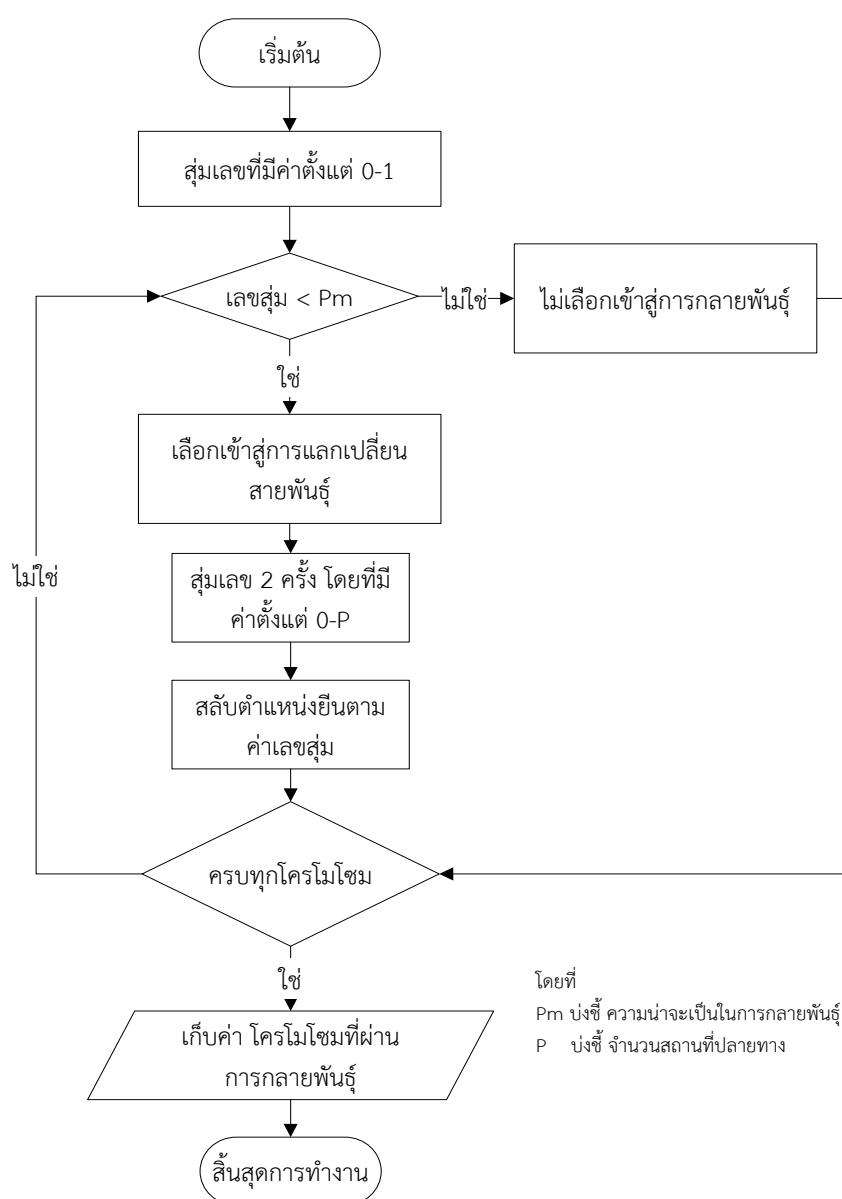 เริ่มต้น
สุ่มเลขที่มีค่าตั้งแต่ 0-1
เลขสุ่ม < Pm
ไม่ใช่
ไม่เลือกเข้าสู่การกลายพันธุ์
ใช่
เลือกเข้าสู่การแลกเปลี่ยน
สายพันธุ์
ไม่ใช่
สุ่มเลข 2 ครั้ง โดยที่มี
ค่าตั้งแต่ 0-P
สลับตำแหน่งยีนตาม
ค่าเลขสุ่ม
ครบทุกโครโมโซม
ใช่
โดยที่
Pm บ่งชี้ ความน่าจะเป็นในการกลายพันธุ์
P บ่งชี้ จำนวนสถานที่ปลายทาง
เก็บค่า โครโมโซมที่ผ่าน
การกลายพันธุ์
สิ้นสุดการทำงาน